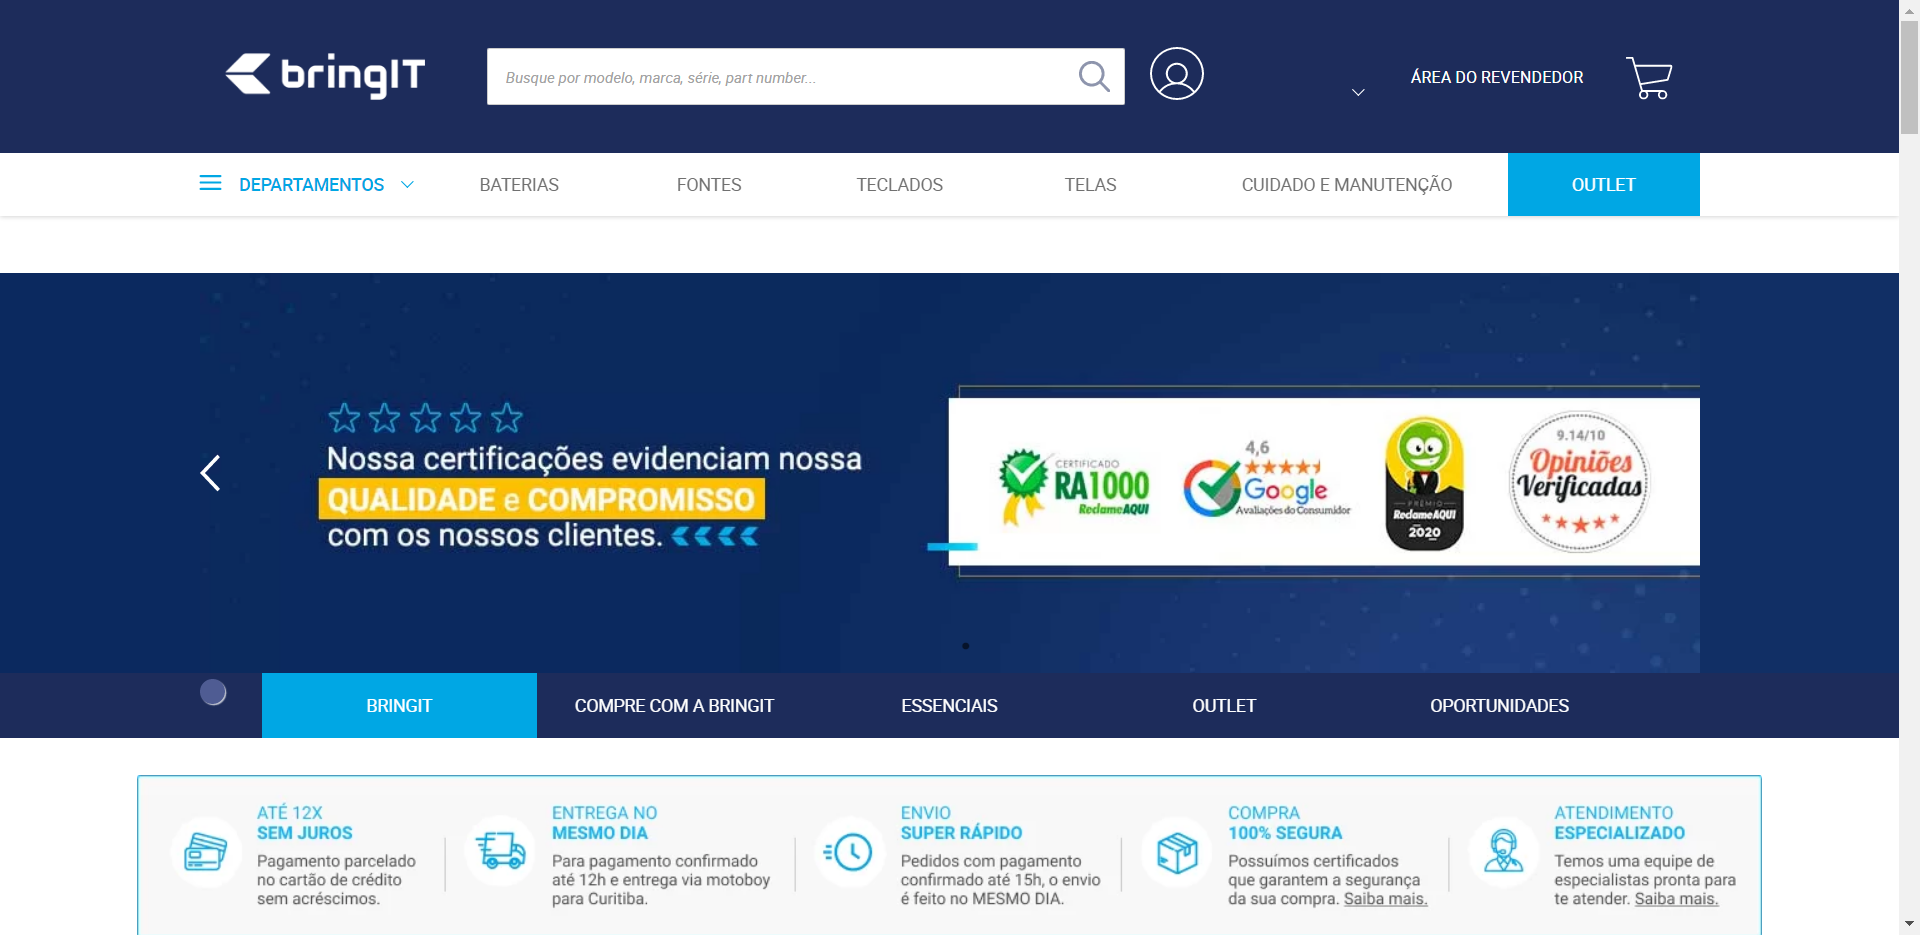 bringIT
Busque por modelo, marca, série, part number...
ÁREA DO REVENDEDOR
DEPARTAMENTOS
BATERIAS
FONTES
TECLADOS
TELAS
CUIDADO E MANUTENÇÃO
OUTLET
Nossa certificações evidenciam nossa
QUALIDADE e COMPROMISSO
com os nossos clientes.
CERTIFICADO
RA1000
ReclameAQUI
4,6
Google
Avaliações do Consumidor
PRÊMIO
ReclameAQUI
2020
9.14/10
Opiniões
Verificadas
BRINGIT
COMPRE COM A BRINGIT
ESSENCIAIS
OUTLET
OPORTUNIDADES
ATÉ 12X
SEM JUROS
Pagamento parcelado
no cartão de crédito
sem acréscimos.
ENTREGA NO
MESMO DIA
Para pagamento confirmado
até 12h e entrega via motoboy
para Curitiba.
ENVIO
SUPER RÁPIDO
Pedidos com pagamento
confirmado até 15h, o envio
é feito no MESMO DIA.
COMPRA
100% SEGURA
Possuímos certificados
que garantem a segurança
da sua compra. Saiba mais.
ATENDIMENTO
ESPECIALIZADO
Temos uma equipe de
especialistas pronta para
te atender. Saiba mais.